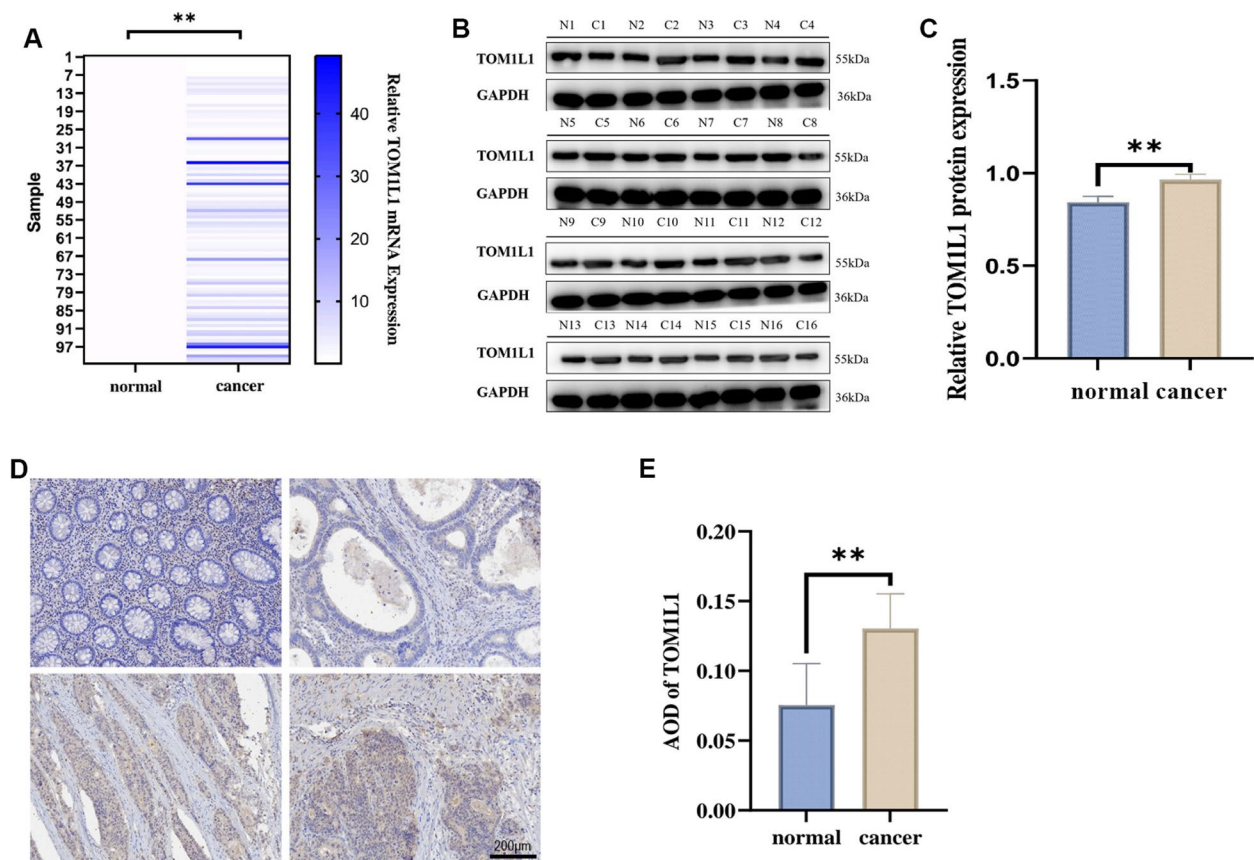 A
**
Sample
1
7
13
19
25
31
37
43
49
55
61
67
73
79
85
91
97
normal cancer
40
30
20
10
Relative TOM1L1 mRNA Expression
B
N1 C1 N2 C2 N3 C3 N4 C4
TOM1L1 55kDa
GAPDH 36kDa
N5 C5 N6 C6 N7 C7 N8 C8
TOM1L1 55kDa
GAPDH 36kDa
N9 C9 N10 C10 N11 C11 N12 C12
TOM1L1 55kDa
GAPDH 36kDa
N13 C13 N14 C14 N15 C15 N16 C16
TOM1L1 55kDa
GAPDH 36kDa
C
Relative TOM1L1 protein expression
1.5
1.0
0.5
0.0
**
normal cancer
D
200μm
E
AOD of TOM1L1
0.20
0.15
0.10
0.05
0.00
**
normal cancer